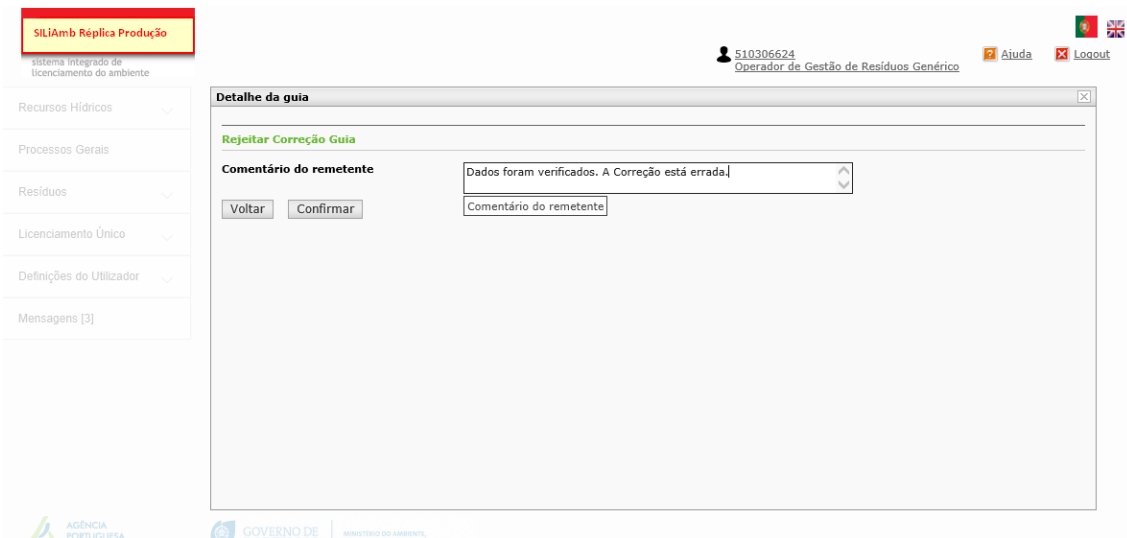 SILiAmb Réplica Produção
sistema integrado de
licenciamento do ambiente
510306624
Operador de Gestão de Resíduos Genérico
Ajuda
Logout
Recursos Hídricos
Processos Gerais
Resíduos
Licenciamento Único
Definições do Utilizador
Mensagens [3]
Detalhe da guia
Rejeitar Correção Guia
Comentário do remetente
Dados foram verificados. A Correção está errada.
Comentário do remetente
Voltar
Confirmar
AGÊNCIA
PORTUGUESA
GOVERNO DE
MINISTÉRIO DO AMBIENTE,